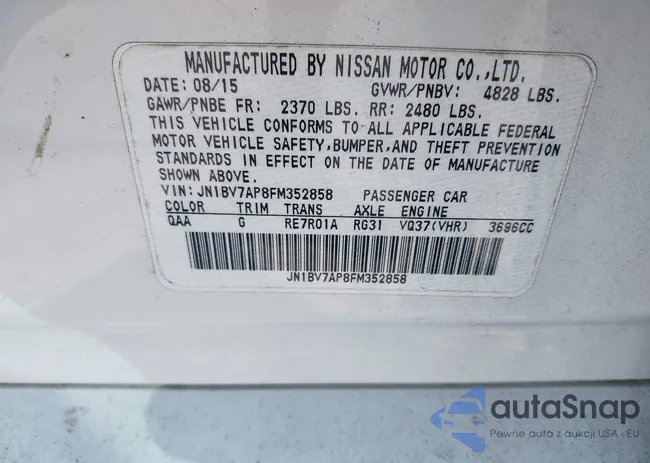 MANUFACTURED BY NISSAN MOTOR CO.,LTD.
DATE: 08/15 GVWR/PNBV: 4828 LBS.
GAWR/PNBE FR: 2370 LBS. RR: 2480 LBS.
THIS VEHICLE CONFORMS TO ALL APPLICABLE FEDERAL
MOTOR VEHICLE SAFETY,BUMPER,AND THEFT PREVENTION
STANDARDS IN EFFECT ON THE DATE OF MANUFACTURE
SHOWN ABOVE.
VIN:JN1BV7AP8FM352858 PASSENGER CAR
COLOR TRIM TRANS AXLE ENGINE
QAA G RE7R01A RG31 VQ37(VHR) 3696CC
JN1BV7AP8FM352858
autaSnap
Pewne auta z aukcji USA i EU